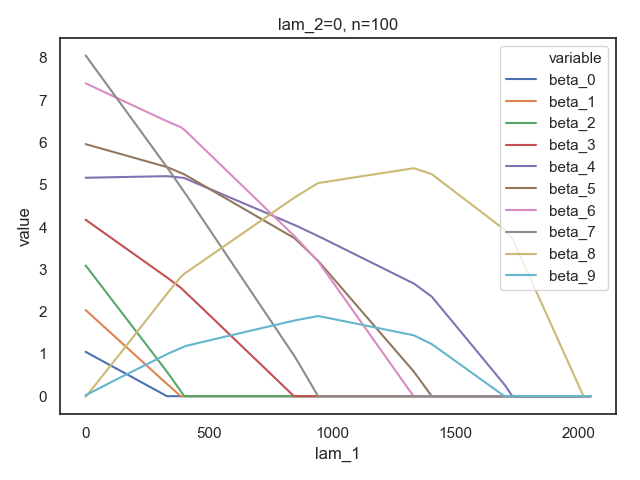 lam_2=0, n=100
value
8
7
6
5
4
3
2
1
0
0
500
1000
1500
2000
lam_1
variable
beta_0
beta_1
beta_2
beta_3
beta_4
beta_5
beta_6
beta_7
beta_8
beta_9